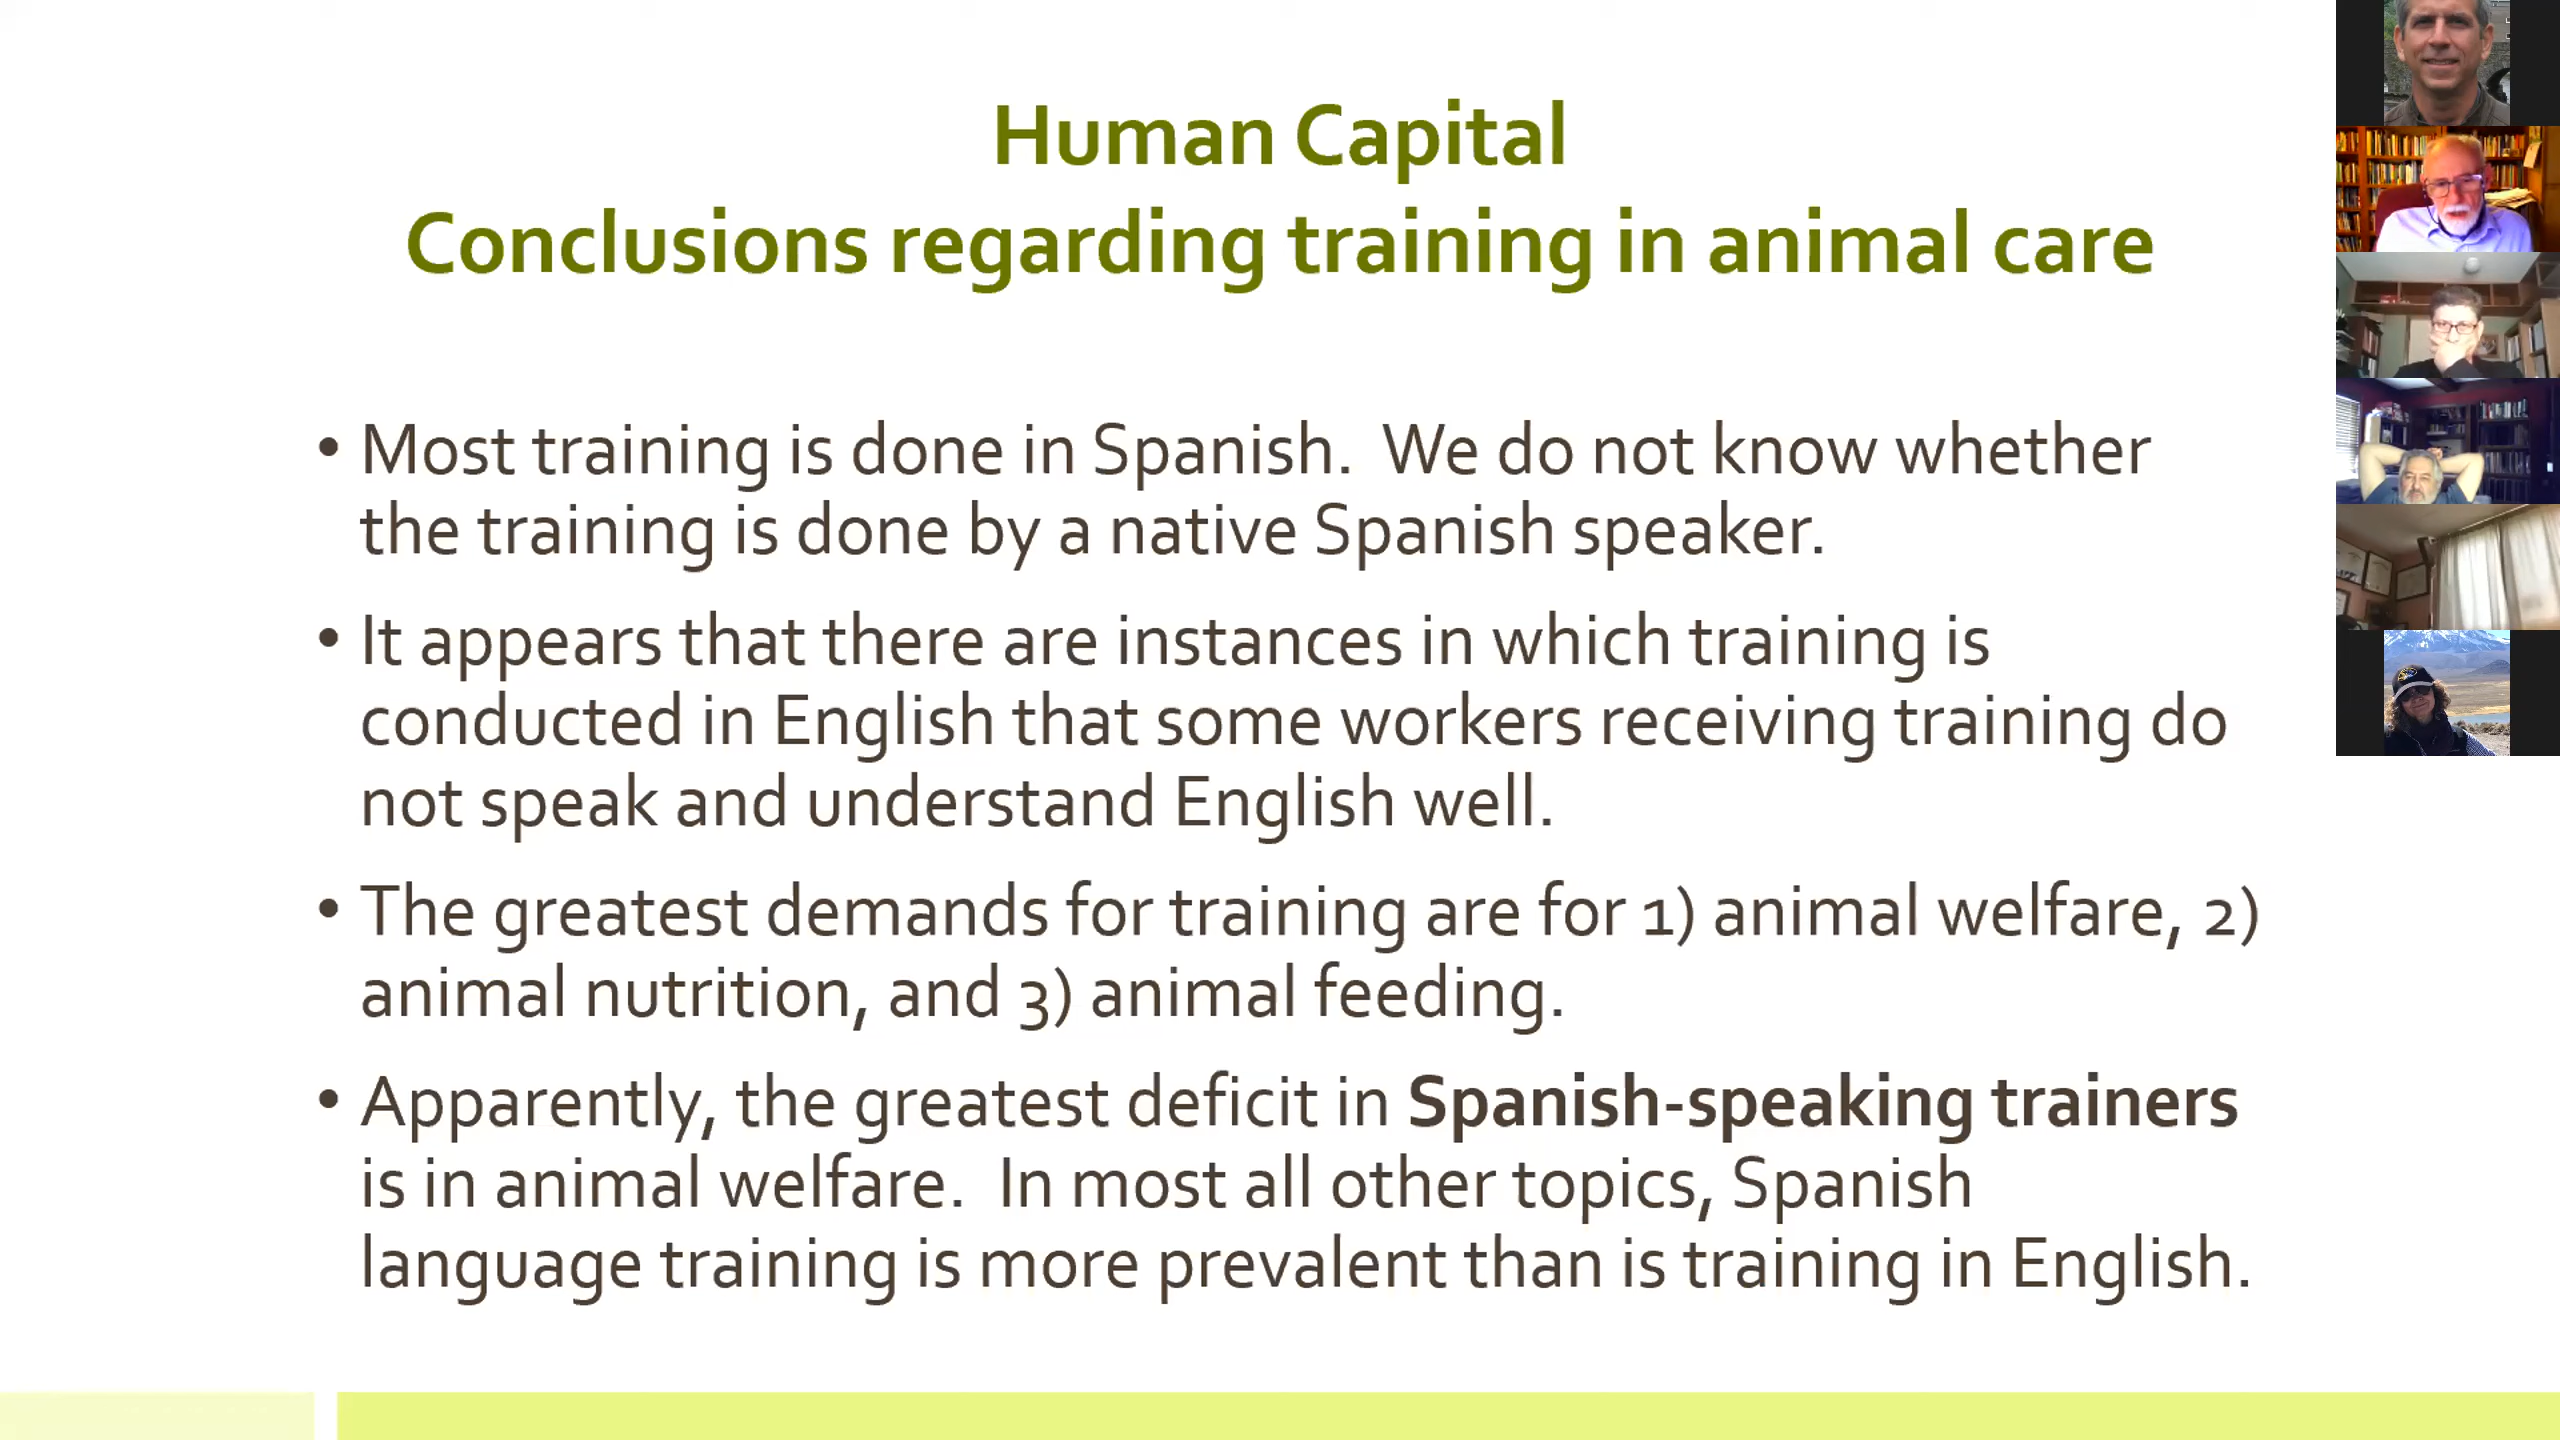 Human Capital
Conclusions regarding training in animal care
• Most training is done in Spanish.  We do not know whether
the training is done by a native Spanish speaker.
• It appears that there are instances in which training is
conducted in English that some workers receiving training do
not speak and understand English well.
• The greatest demands for training are for 1) animal welfare, 2)
animal nutrition, and 3) animal feeding.
• Apparently, the greatest deficit in Spanish-speaking trainers
is in animal welfare.  In most all other topics, Spanish
language training is more prevalent than is training in English.